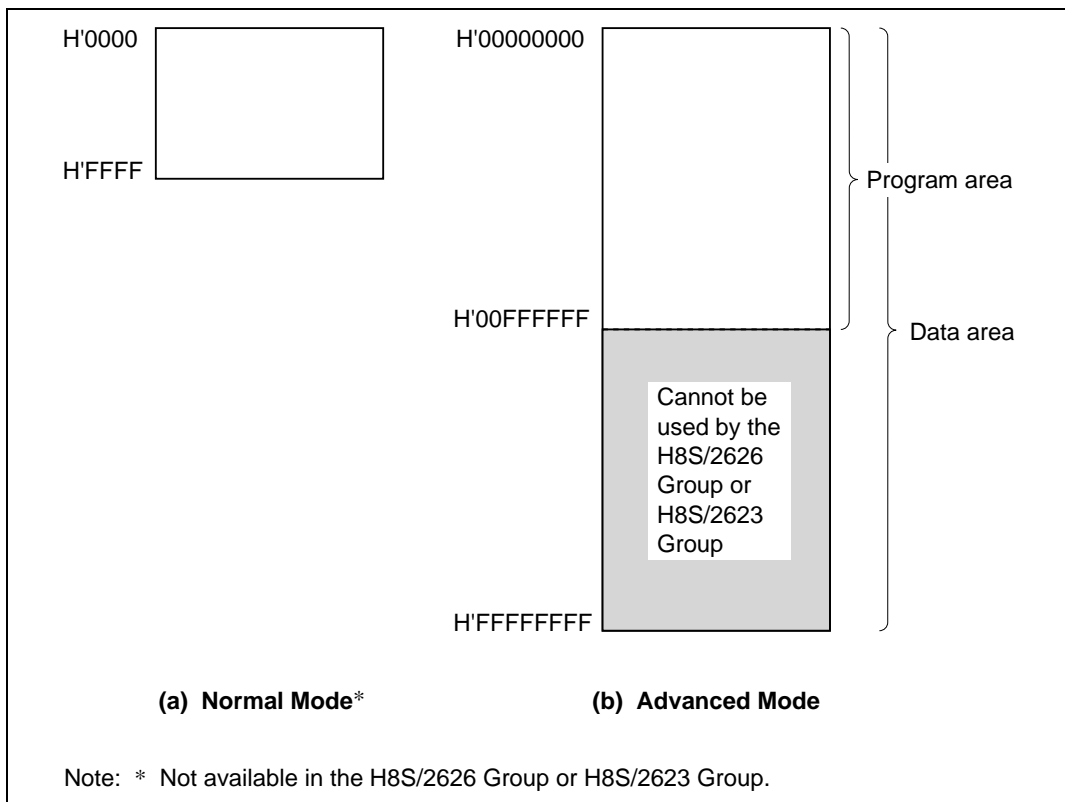 H'0000
H'FFFF
(a) Normal Mode*
H'00000000
H'00FFFFFF
H'FFFFFFFF
Program area
Data area
Cannot be
used by the
H8S/2626
Group or
H8S/2623
Group
(b) Advanced Mode
Note: * Not available in the H8S/2626 Group or H8S/2623 Group.